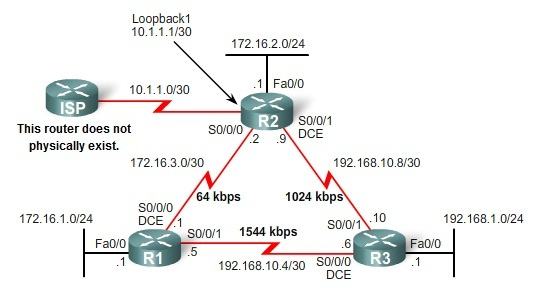 Loopback1
10.1.1.1/30
172.16.2.0/24
10.1.1.0/30
.1
Fa0/0
ISP
R2
This router does not
physically exist.
S0/0/0
.2
.9
S0/0/1
DCE
172.16.3.0/30
192.168.10.8/30
64 kbps
1024 kbps
172.16.1.0/24
S0/0/0
DCE
.1
S0/0/1
1544 kbps
S0/0/1
.10
192.168.1.0/24
Fa0/0
.1
R1
.5
192.168.10.4/30
.6
S0/0/0
DCE
R3
Fa0/0
.1